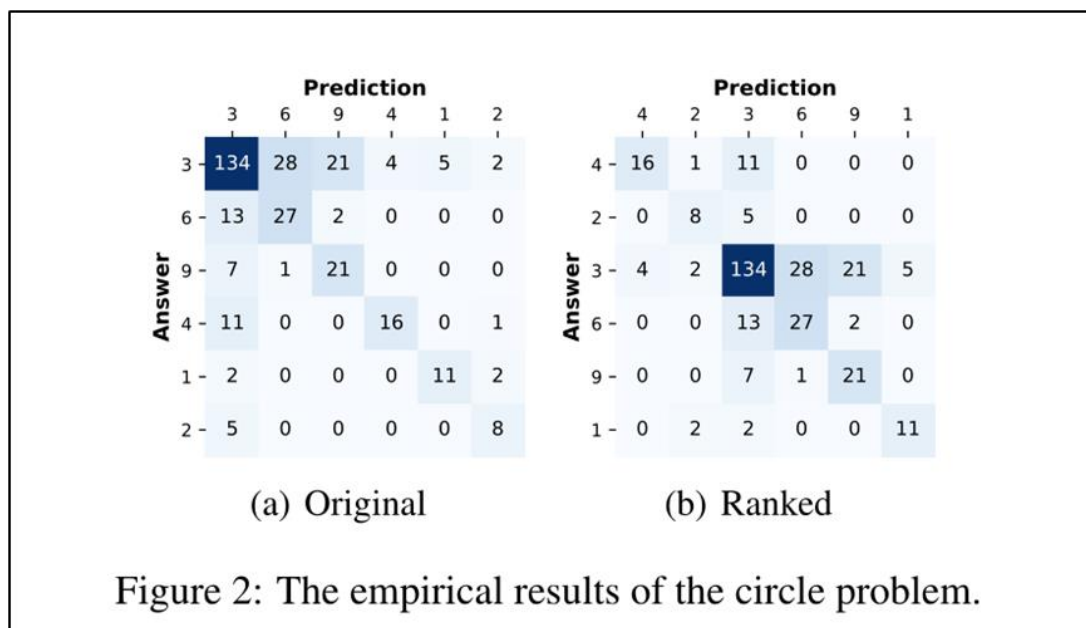 Prediction
3 6 9 4 1 2
3 134 28 21 4 5 2
6 13 27 2 0 0 0
Answer
9 7 1 21 0 0 0
4 11 0 0 16 0 1
1 2 0 0 0 11 2
2 5 0 0 0 0 8
(a) Original
Prediction
4 2 3 6 9 1
4 16 1 11 0 0 0
2 0 8 5 0 0 0
Answer
3 4 2 134 28 21 5
6 0 0 13 27 2 0
9 0 0 7 1 21 0
1 0 2 2 0 0 11
(b) Ranked
Figure 2: The empirical results of the circle problem.